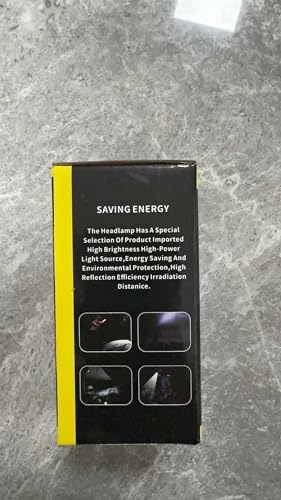 SAVING ENERGY
The Headlamp Has A Special
Selection Of Product Imported
High Brightness High-Power
Light Source,Energy Saving And
Environmental Protection,High
Reflection Efficiency Irradiation
Distanice.